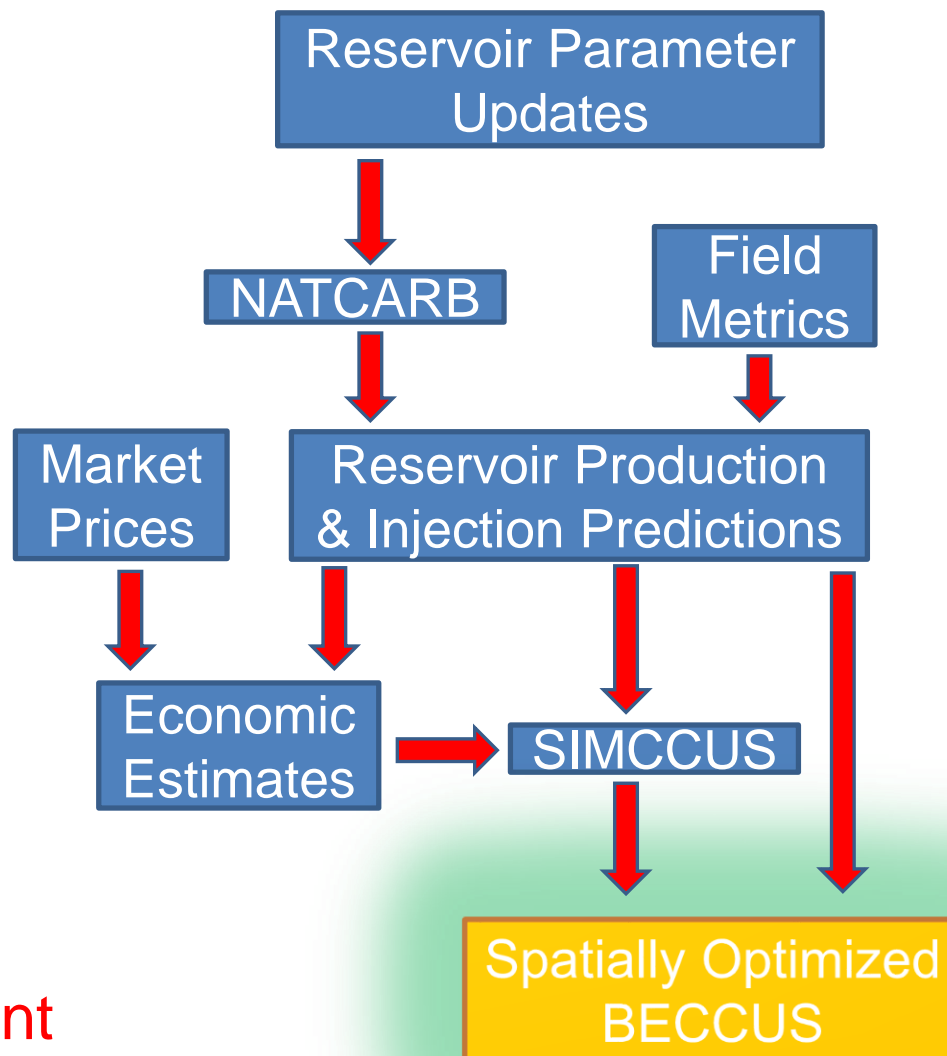 Reservoir Parameter
Updates
NATCARB
Field
Metrics
Market
Prices
Reservoir Production
& Injection Predictions
Economic
Estimates
SIMCCUS
Spatially Optimized
BECCUS
nt